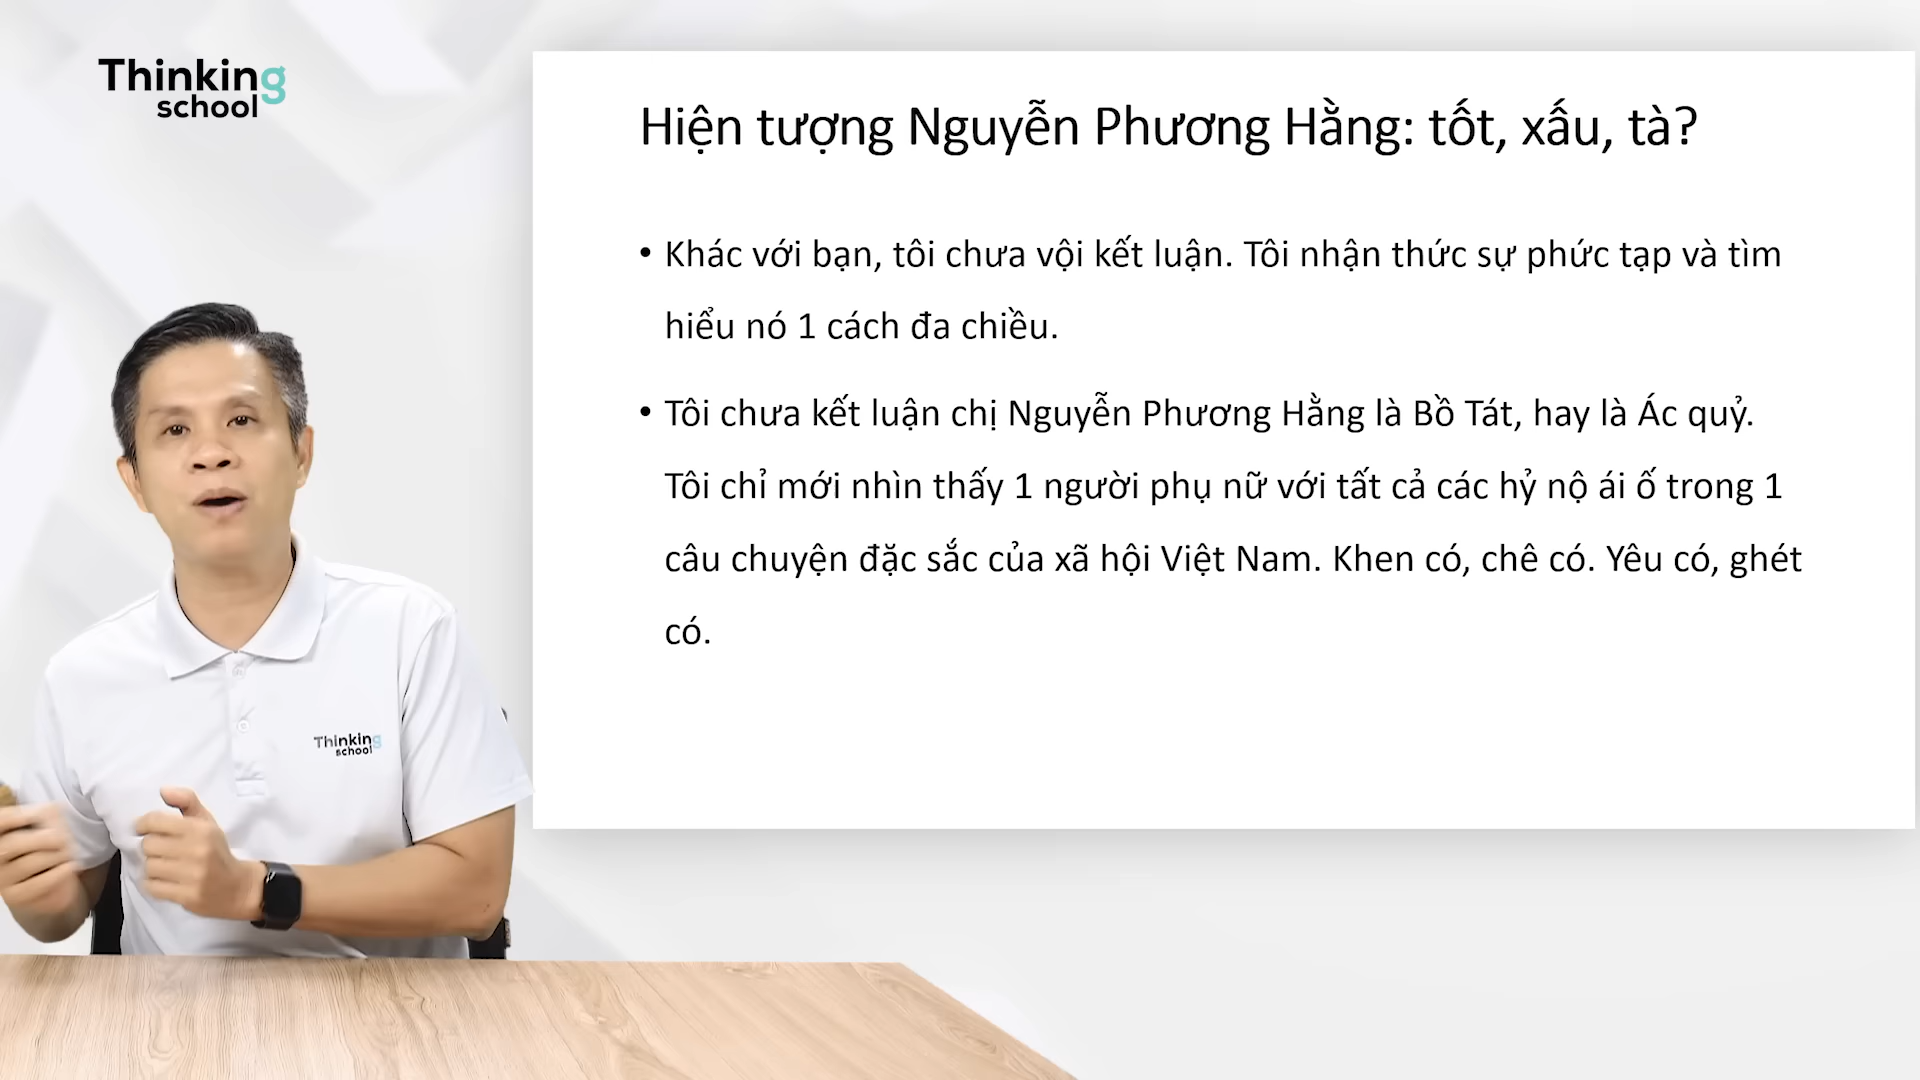 Thinking
school
Hiện tượng Nguyễn Phương Hằng: tốt, xấu, tà?
• Khác với bạn, tôi chưa vội kết luận. Tôi nhận thức sự phức tạp và tìm
hiểu nó 1 cách đa chiều.
• Tôi chưa kết luận chị Nguyễn Phương Hằng là Bồ Tát, hay là Ác quỷ.
Tôi chỉ mới nhìn thấy 1 người phụ nữ với tất cả các hỷ nộ ái ố trong 1
câu chuyện đặc sắc của xã hội Việt Nam. Khen có, chê có. Yêu có, ghét
có.
Thinking
school